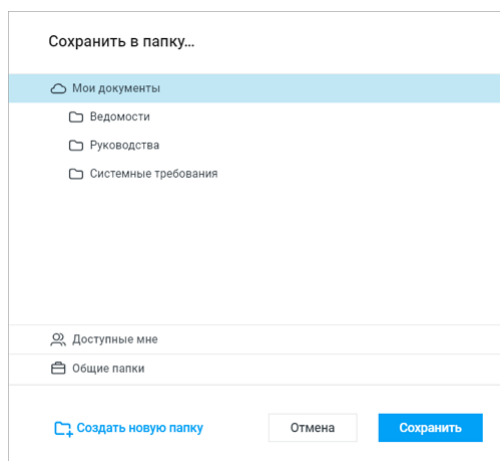 Сохранить в папку...
Мои документы
Ведомости
Руководства
Системные требования
Доступные мне
Общие папки
Создать новую папку
Отмена
Сохранить